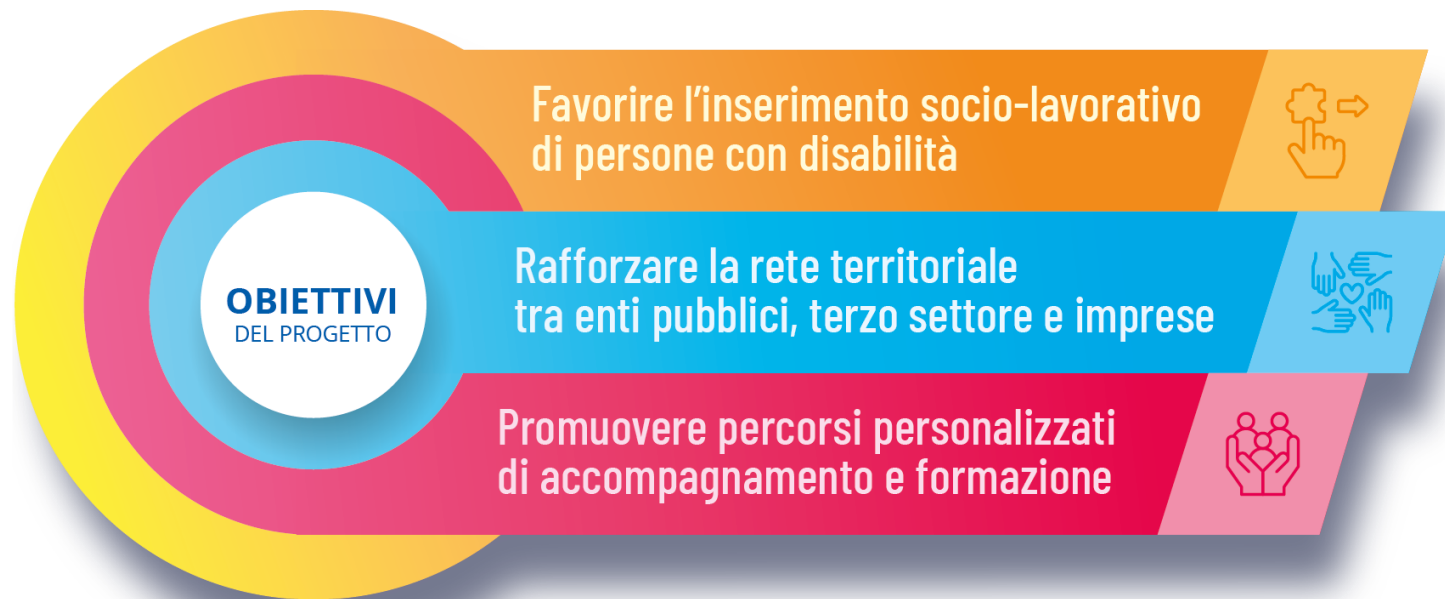 OBIETTIVI
DEL PROGETTO
Favorire l’inserimento socio-lavorativo
di persone con disabilità
Rafforzare la rete territoriale
tra enti pubblici, terzo settore e imprese
Promuovere percorsi personalizzati
di accompagnamento e formazione